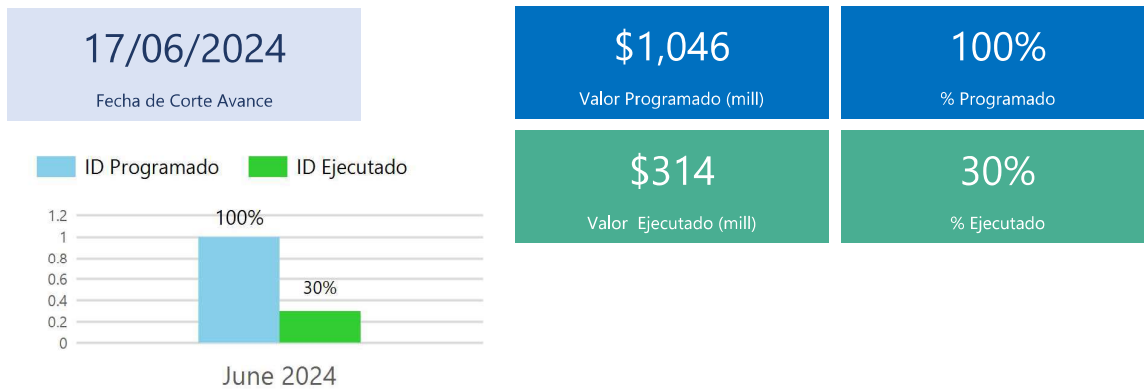 17/06/2024
Fecha de Corte Avance
$1,046
Valor Programado (mill)
100%
% Programado
$314
Valor Ejecutado (mill)
30%
% Ejecutado
ID Programado
ID Ejecutado
1.2
1
0.8
0.6
0.4
0.2
0
100%
30%
June 2024